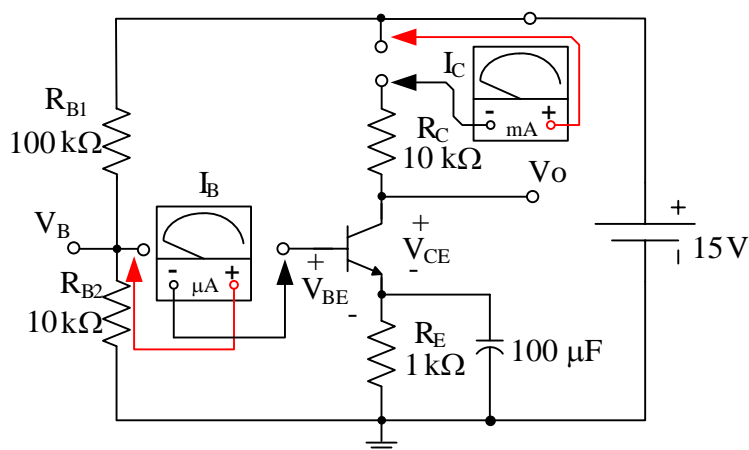 I_C
- +
mA
R_B1
100 kΩ
R_C
10 kΩ
I_B
Vo
V_B
- +
µA
+
V_BE
-
+
V_CE
-
+
15 V
-
R_B2
10 kΩ
R_E
1 kΩ
100 µF